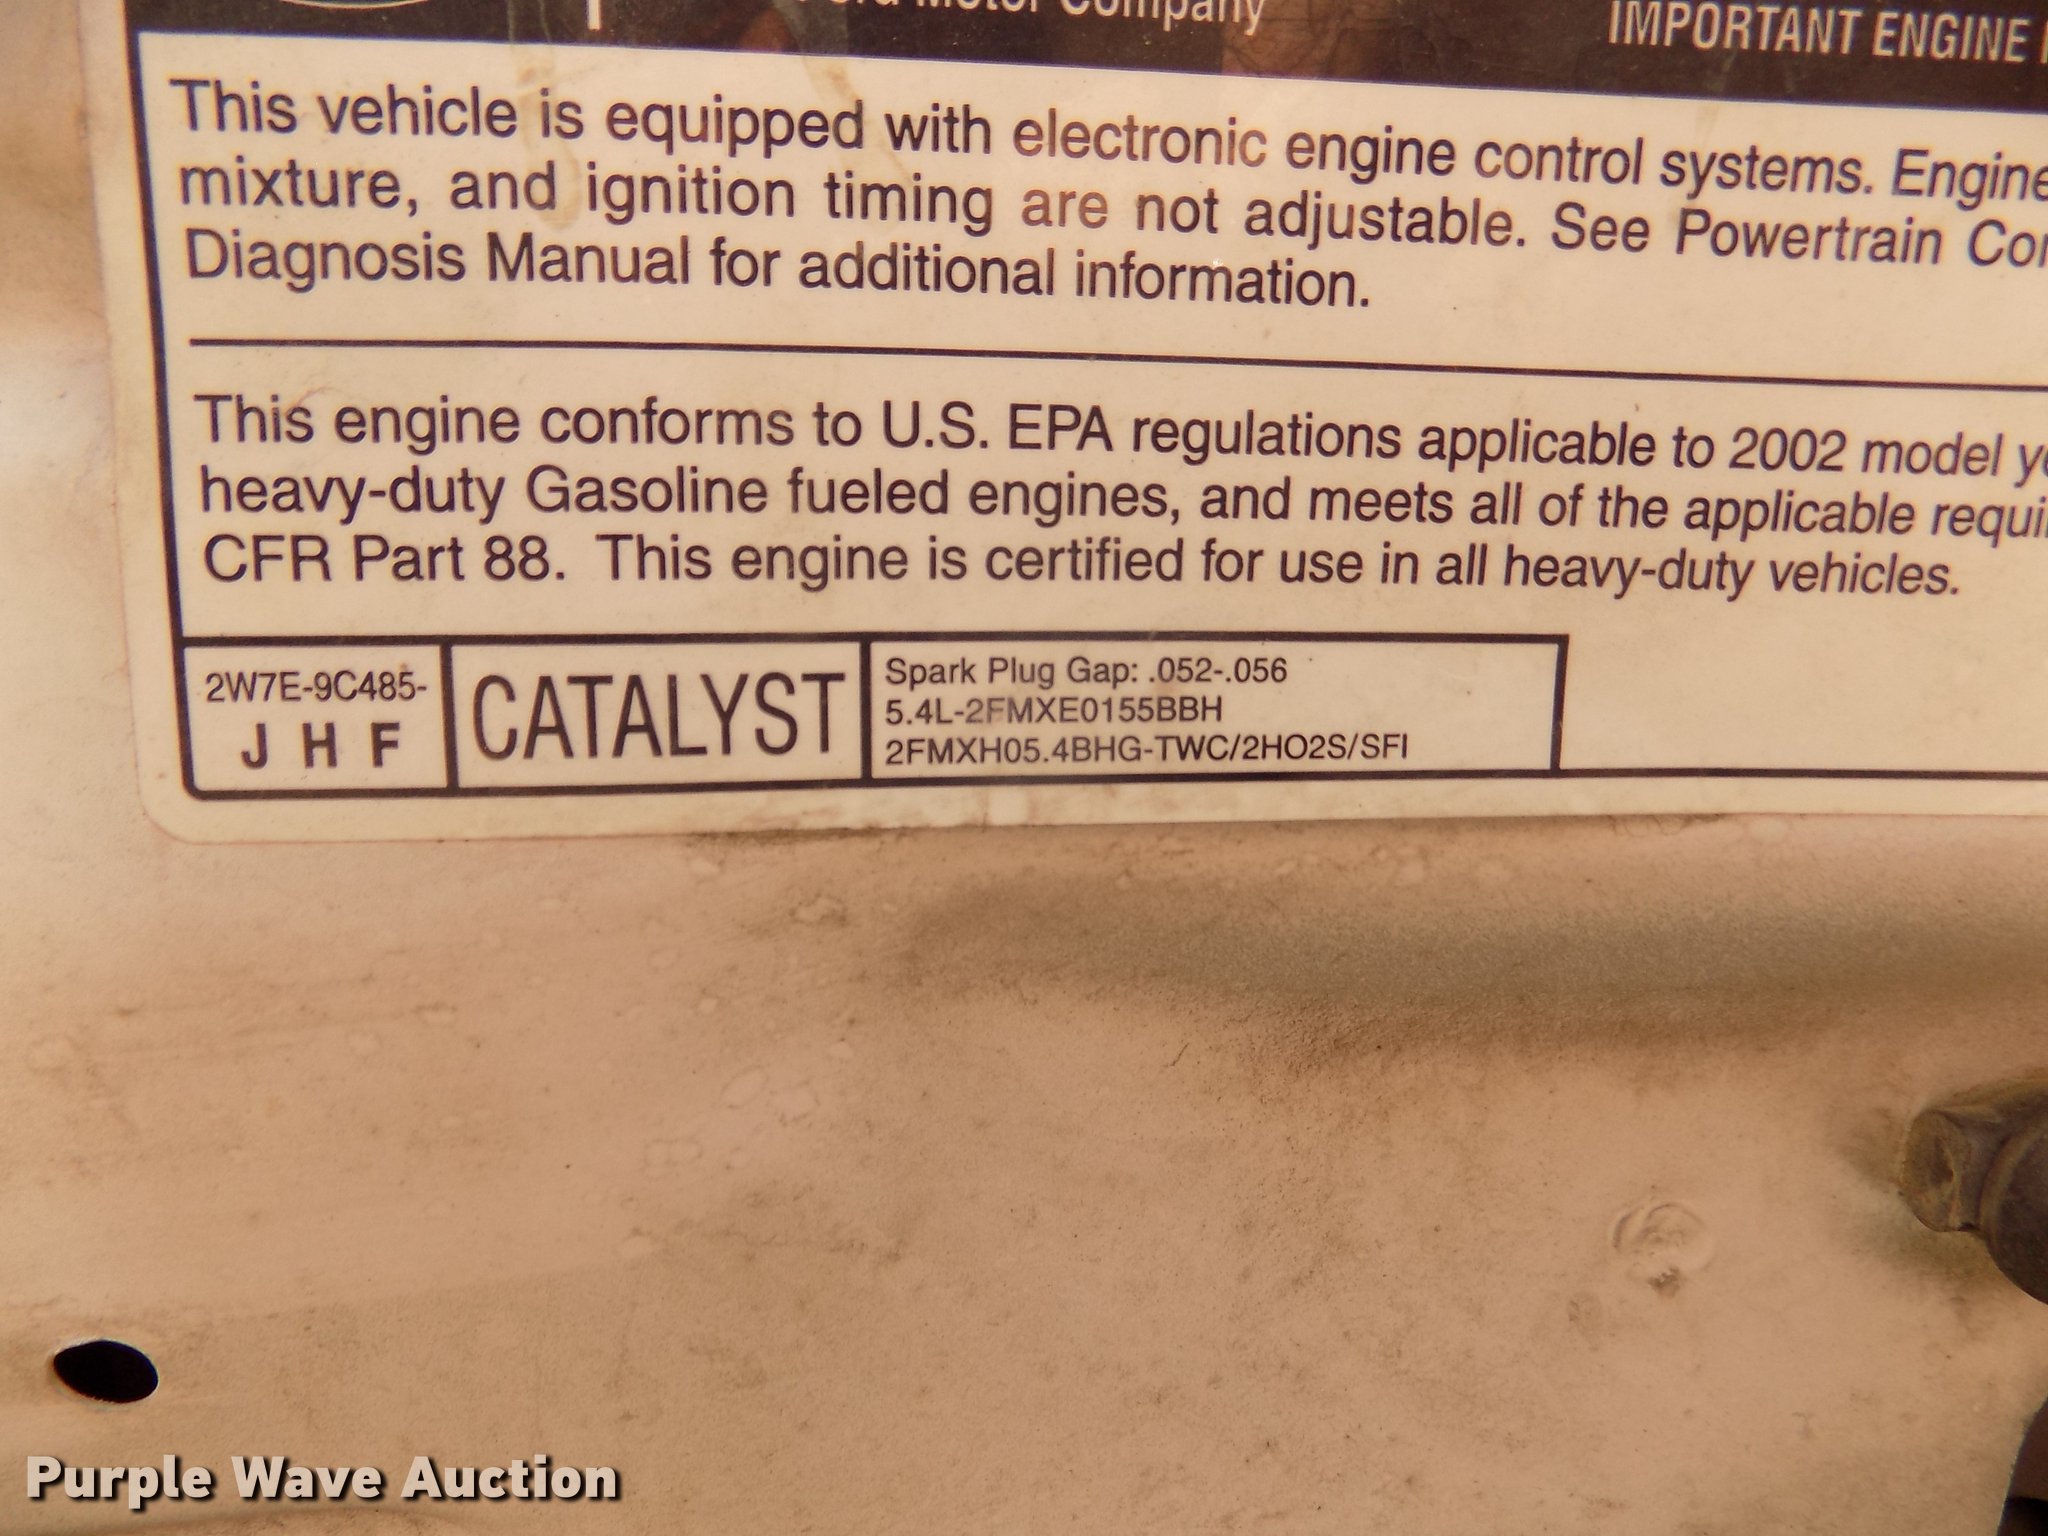 Motor Company
IMPORTANT ENGINE
This vehicle is equipped with electronic engine control systems. Engine
mixture, and ignition timing are not adjustable. See Powertrain
Diagnosis Manual for additional information.
This engine conforms to U.S. EPA regulations applicable to 2002 model
heavy-duty Gasoline fueled engines, and meets all of the applicable
CFR Part 88. This engine is certified for use in all heavy-duty vehicles.
2W7E-9C485-
J H F
CATALYST
Spark Plug Gap: .052-.056
5.4L-2FMXE0155BBH
2FMXH05.4BHG-TWC/2HO2S/SFI
Purple Wave Auction